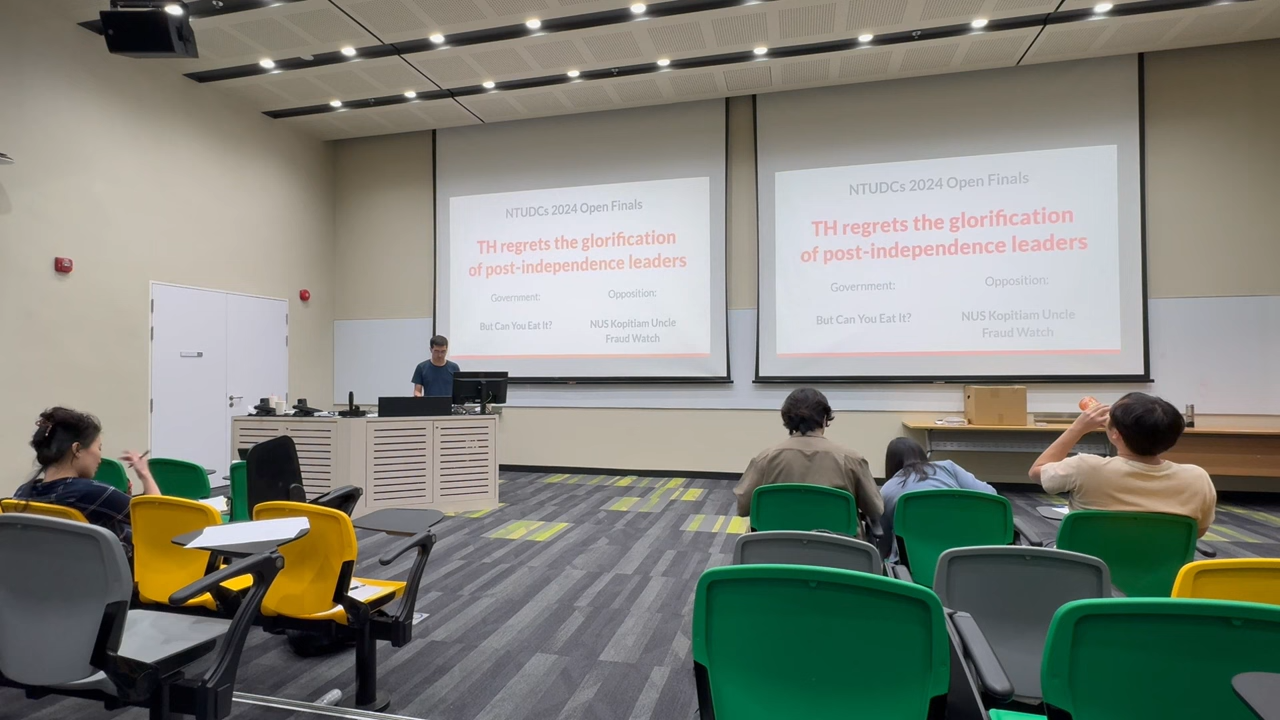 NTUDCs 2024 Open Finals
TH regrets the glorification
of post-independence leaders
Government:
Opposition:
But Can You Eat It?
NUS Kopitiam Uncle
Fraud Watch
NTUDCs 2024 Open Finals
TH regrets the glorification
of post-independence leaders
Government:
Opposition:
But Can You Eat It?
NUS Kopitiam Uncle
Fraud Watch